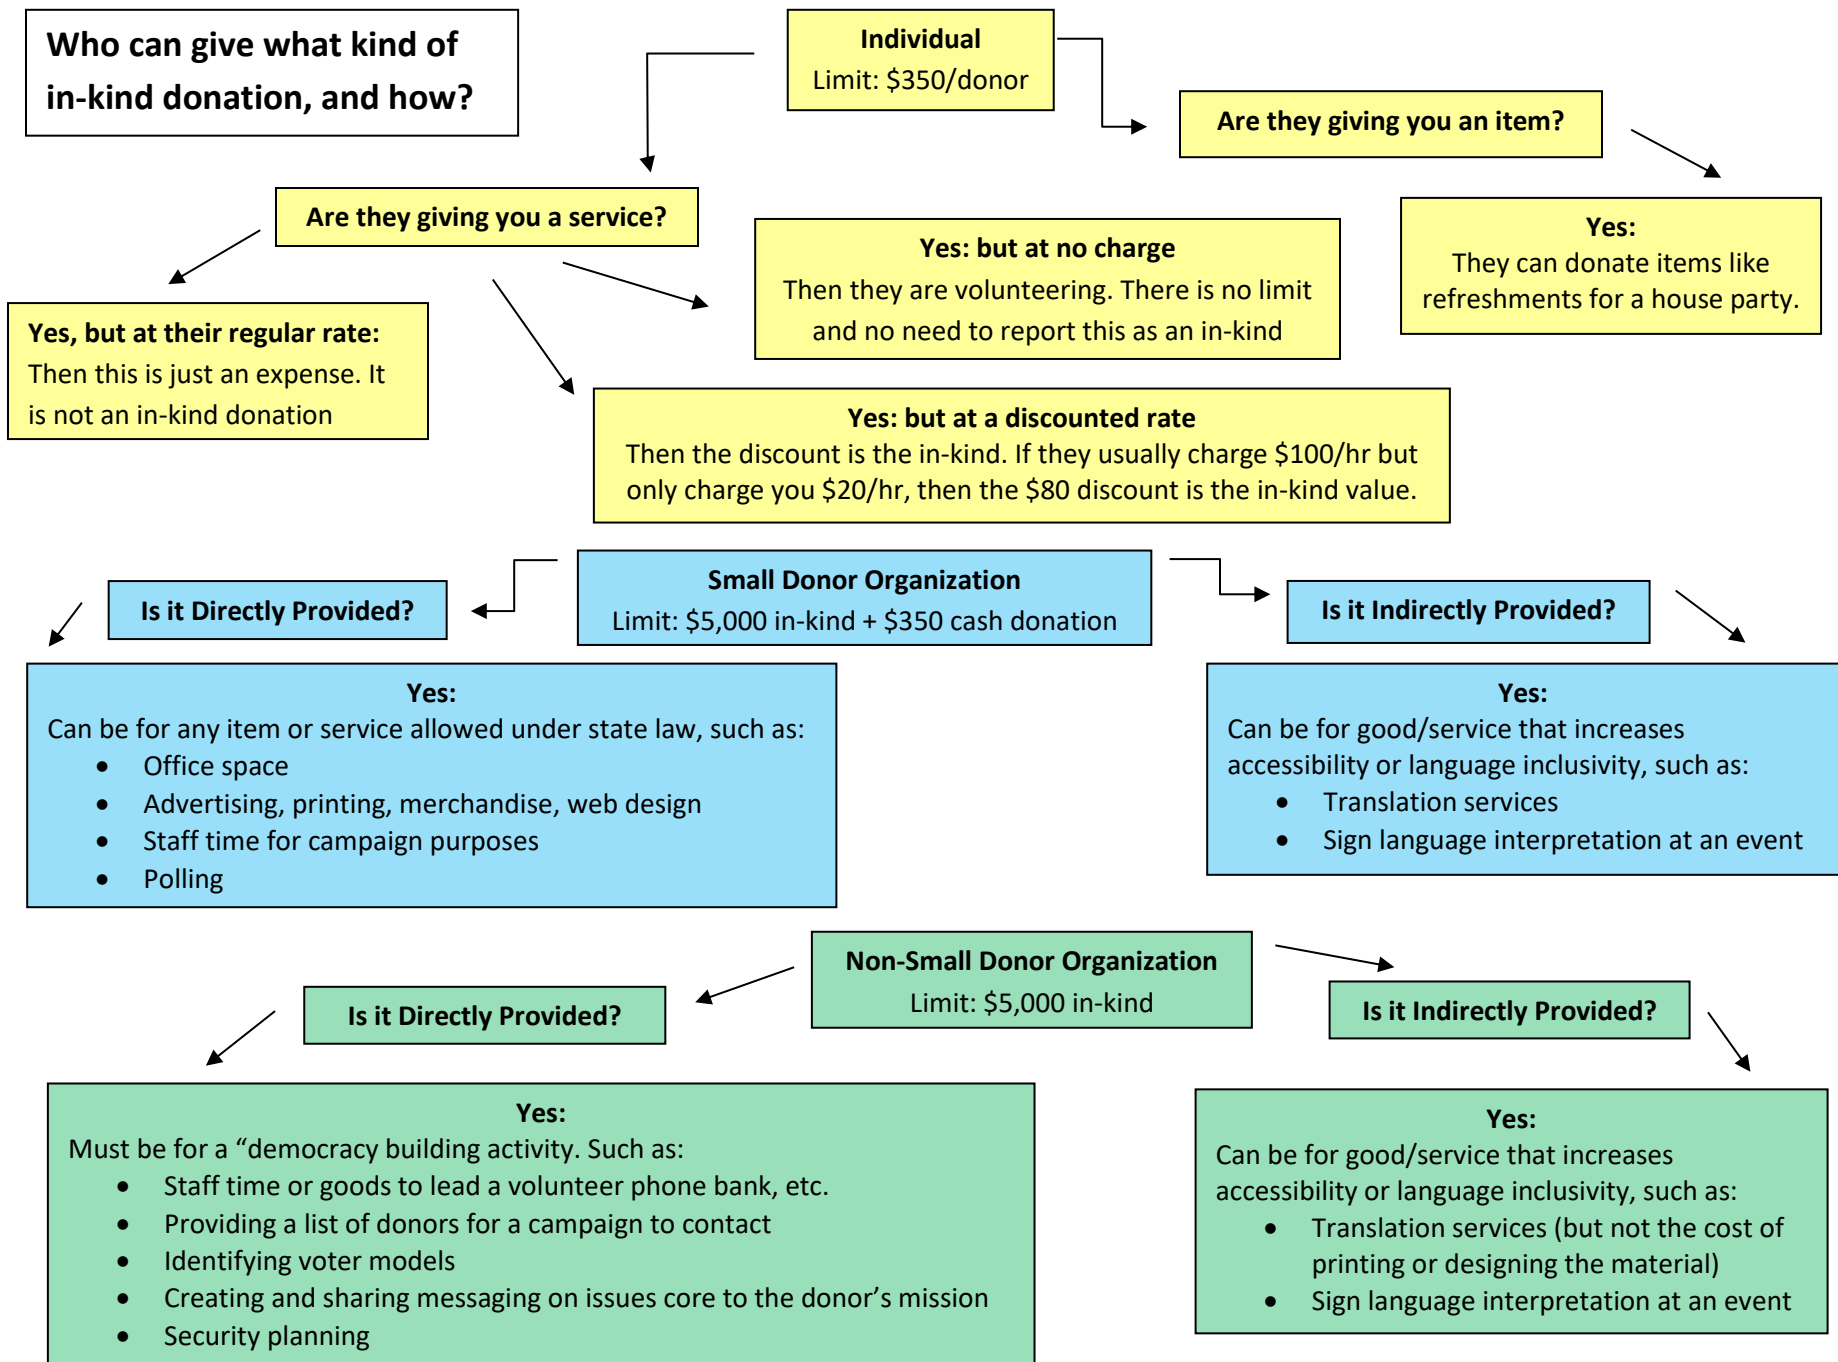 Who can give what kind of
in-kind donation, and how?
Individual
Limit: $350/donor
Are they giving you an item?
Yes:
They can donate items like
refreshments for a house party.
Are they giving you a service?
Yes: but at no charge
Then they are volunteering. There is no limit
and no need to report this as an in-kind
Yes, but at their regular rate:
Then this is just an expense. It
is not an in-kind donation
Yes: but at a discounted rate
Then the discount is the in-kind. If they usually charge $100/hr but
only charge you $20/hr, then the $80 discount is the in-kind value.
Small Donor Organization
Limit: $5,000 in-kind + $350 cash donation
Is it Directly Provided?
Yes:
Can be for any item or service allowed under state law, such as:
• Office space
• Advertising, printing, merchandise, web design
• Staff time for campaign purposes
• Polling
Is it Indirectly Provided?
Yes:
Can be for good/service that increases
accessibility or language inclusivity, such as:
• Translation services
• Sign language interpretation at an event
Non-Small Donor Organization
Limit: $5,000 in-kind
Is it Directly Provided?
Yes:
Must be for a “democracy building activity. Such as:
• Staff time or goods to lead a volunteer phone bank, etc.
• Providing a list of donors for a campaign to contact
• Identifying voter models
• Creating and sharing messaging on issues core to the donor’s mission
• Security planning
Is it Indirectly Provided?
Yes:
Can be for good/service that increases
accessibility or language inclusivity, such as:
• Translation services (but not the cost of
printing or designing the material)
• Sign language interpretation at an event